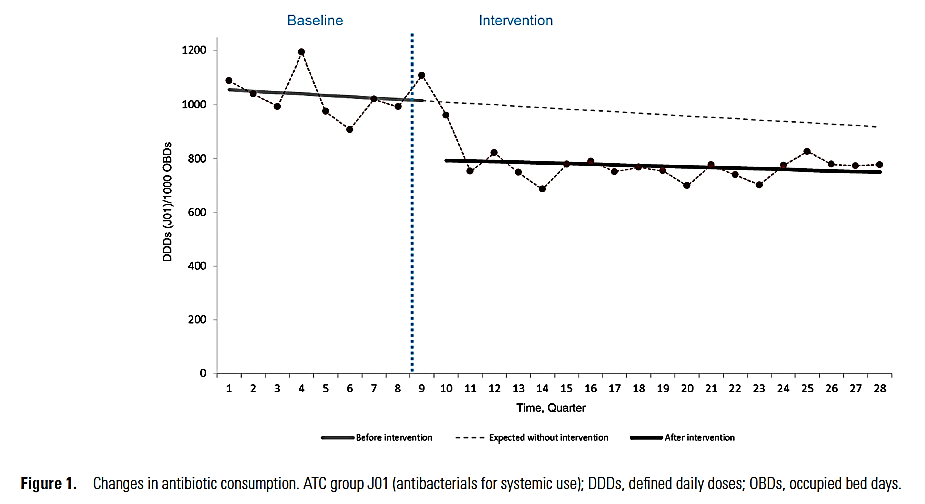 Baseline Intervention
1200
1000
800
600
400
200
0
DDDs (J01)/1000 OBDs
1 2 3 4 5 6 7 8 9 10 11 12 13 14 15 16 17 18 19 20 21 22 23 24 25 26 27 28
Time, Quarter
Before intervention Expected without intervention After intervention
Figure 1. Changes in antibiotic consumption. ATC group J01 (antibacterials for systemic use); DDDs, defined daily doses; OBDs, occupied bed days.